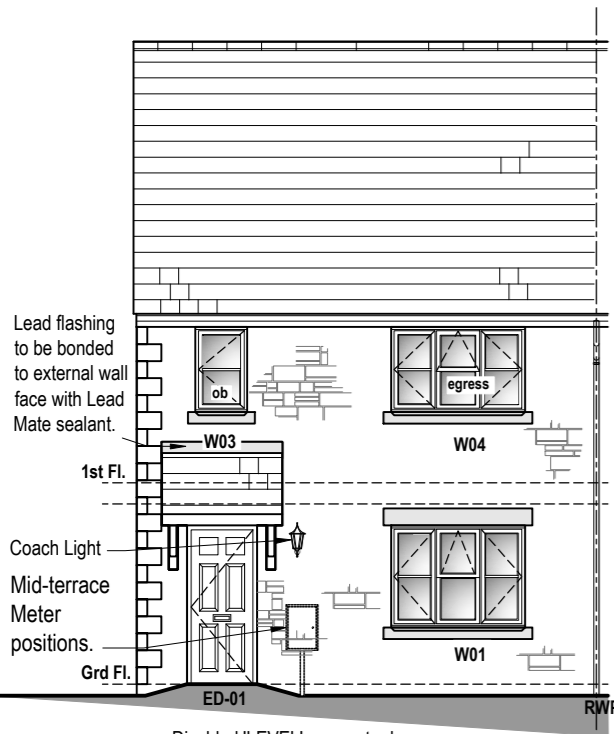 Lead flashing
to be bonded
to external wall
face with Lead
Mate sealant.
ob
egress
W03
W04
1st Fl.
Coach Light
Mid-terrace
Meter
positions.
W01
Grd Fl.
ED-01
RWP